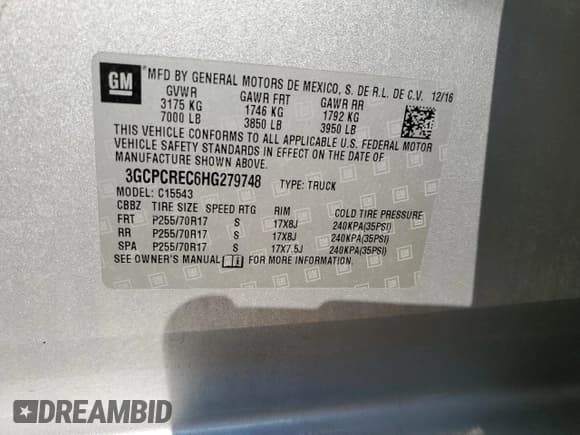 GM
MFD BY GENERAL MOTORS DE MEXICO, S. DE R.L. DE C.V. 12/16
GVWR GAWR FRT GAWR RR
3175 KG 1746 KG 1792 KG
7000 LB 3850 LB 3950 LB
THIS VEHICLE CONFORMS TO ALL APPLICABLE U.S. FEDERAL MOTOR
VEHICLE SAFETY STANDARDS IN EFFECT ON THE DATE OF
MANUFACTURE SHOWN ABOVE.
3GCPCREC6HG279748 TYPE: TRUCK
MODEL: C15543
CBBZ TIRE SIZE SPEED RTG RIM COLD TIRE PRESSURE
FRT P255/70R17 S 17X8J 240KPA(35PSI)
RR P255/70R17 S 17X8J 240KPA(35PSI)
SPA P255/70R17 S 17X7.5J 240KPA(35PSI)
SEE OWNER'S MANUAL FOR MORE INFORMATION.
DREAMBID